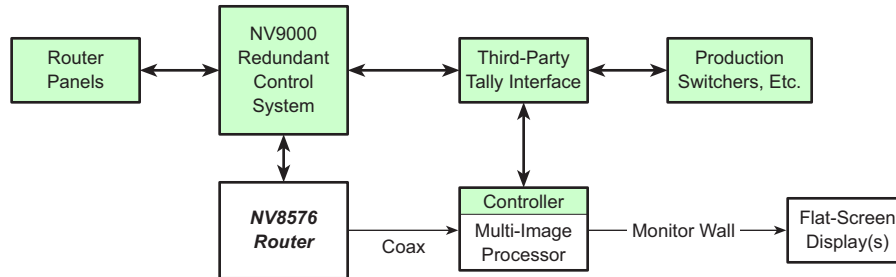 Router
Panels
NV9000
Redundant
Control
System
Third-Party
Tally Interface
Production
Switchers, Etc.
NV8576
Router
Coax
Controller
Multi-Image
Processor
Monitor Wall
Flat-Screen
Display(s)